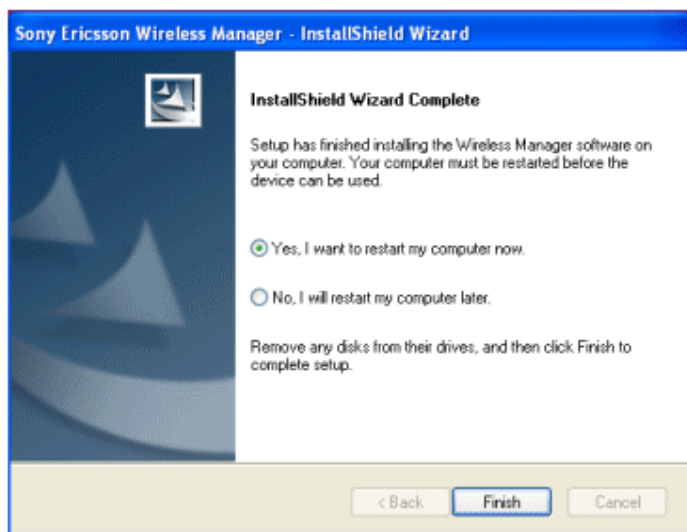 Sony Ericsson Wireless Manager - InstallShield Wizard
InstallShield Wizard Complete
Setup has finished installing the Wireless Manager software on
your computer. Your computer must be restarted before the
device can be used.
Yes, I want to restart my computer now.
No, I will restart my computer later.
Remove any disks from their drives, and then click Finish to
complete setup.
< Back
Finish
Cancel